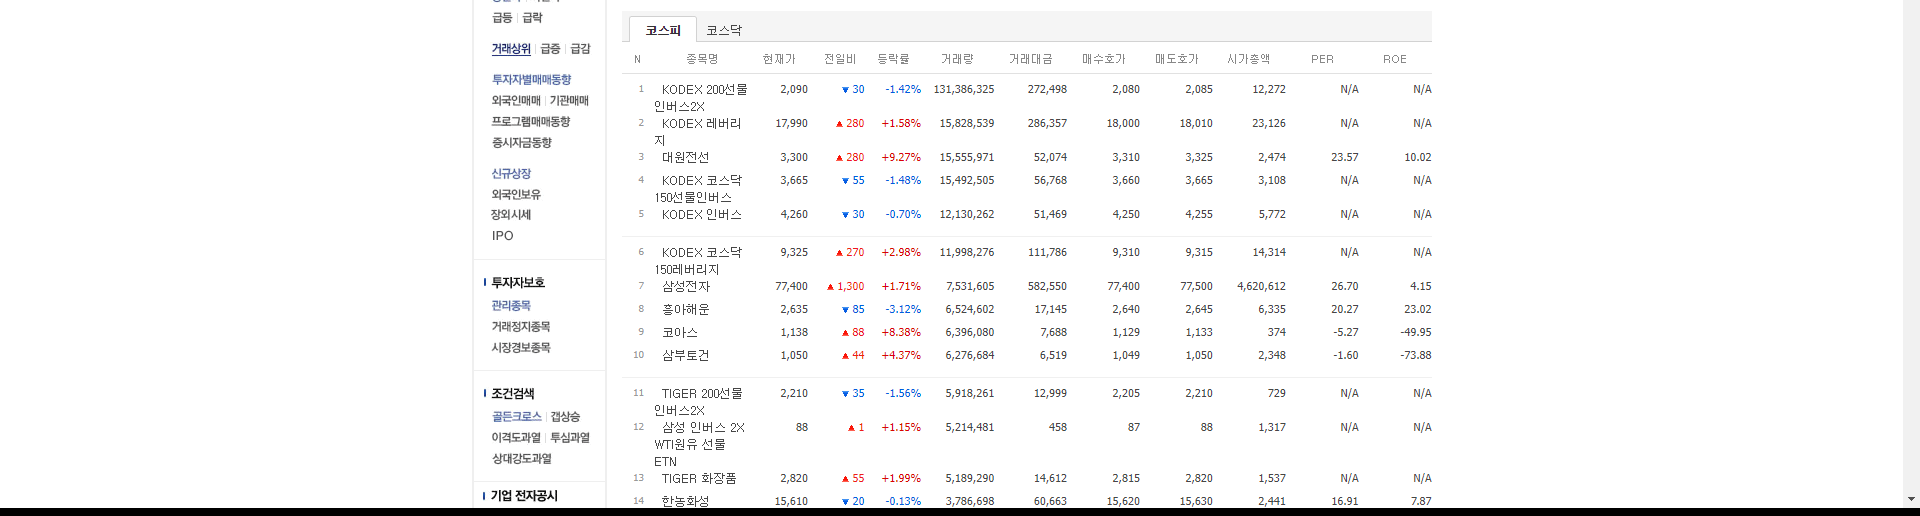 급등 | 급락
거래상위 | 급증 | 급감
투자자별매매동향
외국인매매 | 기관매매
프로그램매매동향
증시자금동향
신규상장
외국인보유
장외시세
IPO
투자자보호
관리종목
거래정지종목
시장경보종목
조건검색
골든크로스 | 갭상승
이격도과열 | 투심과열
상대강도과열
기업 전자공시
코스피 코스닥
N 종목명 현재가 전일비 등락률 거래량 거래대금 매수호가 매도호가 시가총액 PER ROE
1 KODEX 200선물 2,090 ▼ 30 -1.42% 131,386,325 272,498 2,080 2,085 12,272 N/A N/A
인버스2X
2 KODEX 레버리 17,990 ▲ 280 +1.58% 15,828,539 286,357 18,000 18,010 23,126 N/A N/A
지
3 대원전선 3,300 ▲ 280 +9.27% 15,555,971 52,074 3,310 3,325 2,474 23.57 10.02
4 KODEX 코스닥 3,665 ▼ 55 -1.48% 15,492,505 56,768 3,660 3,665 3,108 N/A N/A
150선물인버스
5 KODEX 인버스 4,260 ▼ 30 -0.70% 12,130,262 51,469 4,250 4,255 5,772 N/A N/A
6 KODEX 코스닥 9,325 ▲ 270 +2.98% 11,998,276 111,786 9,310 9,315 14,314 N/A N/A
150레버리지
7 삼성전자 77,400 ▲ 1,300 +1.71% 7,531,605 582,550 77,400 77,500 4,620,612 26.70 4.15
8 흥아해운 2,635 ▼ 85 -3.12% 6,524,602 17,145 2,640 2,645 6,335 20.27 23.02
9 코아스 1,138 ▲ 88 +8.38% 6,396,080 7,688 1,129 1,133 374 -5.27 -49.95
10 삼부토건 1,050 ▲ 44 +4.37% 6,276,684 6,519 1,049 1,050 2,348 -1.60 -73.88
11 TIGER 200선물 2,210 ▼ 35 -1.56% 5,918,261 12,999 2,205 2,210 729 N/A N/A
인버스2X
12 삼성 인버스 2X 88 ▲ 1 +1.15% 5,214,481 458 87 88 1,317 N/A N/A
WTI원유 선물
ETN
13 TIGER 화장품 2,820 ▲ 55 +1.99% 5,189,290 14,612 2,815 2,820 1,537 N/A N/A
14 한농화성 15,610 ▼ 20 -0.13% 3,786,698 60,663 15,620 15,630 2,441 16.91 7.87